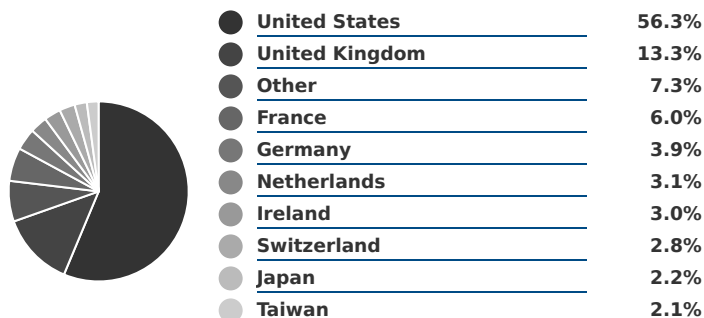 United States 56.3%
United Kingdom 13.3%
Other 7.3%
France 6.0%
Germany 3.9%
Netherlands 3.1%
Ireland 3.0%
Switzerland 2.8%
Japan 2.2%
Taiwan 2.1%